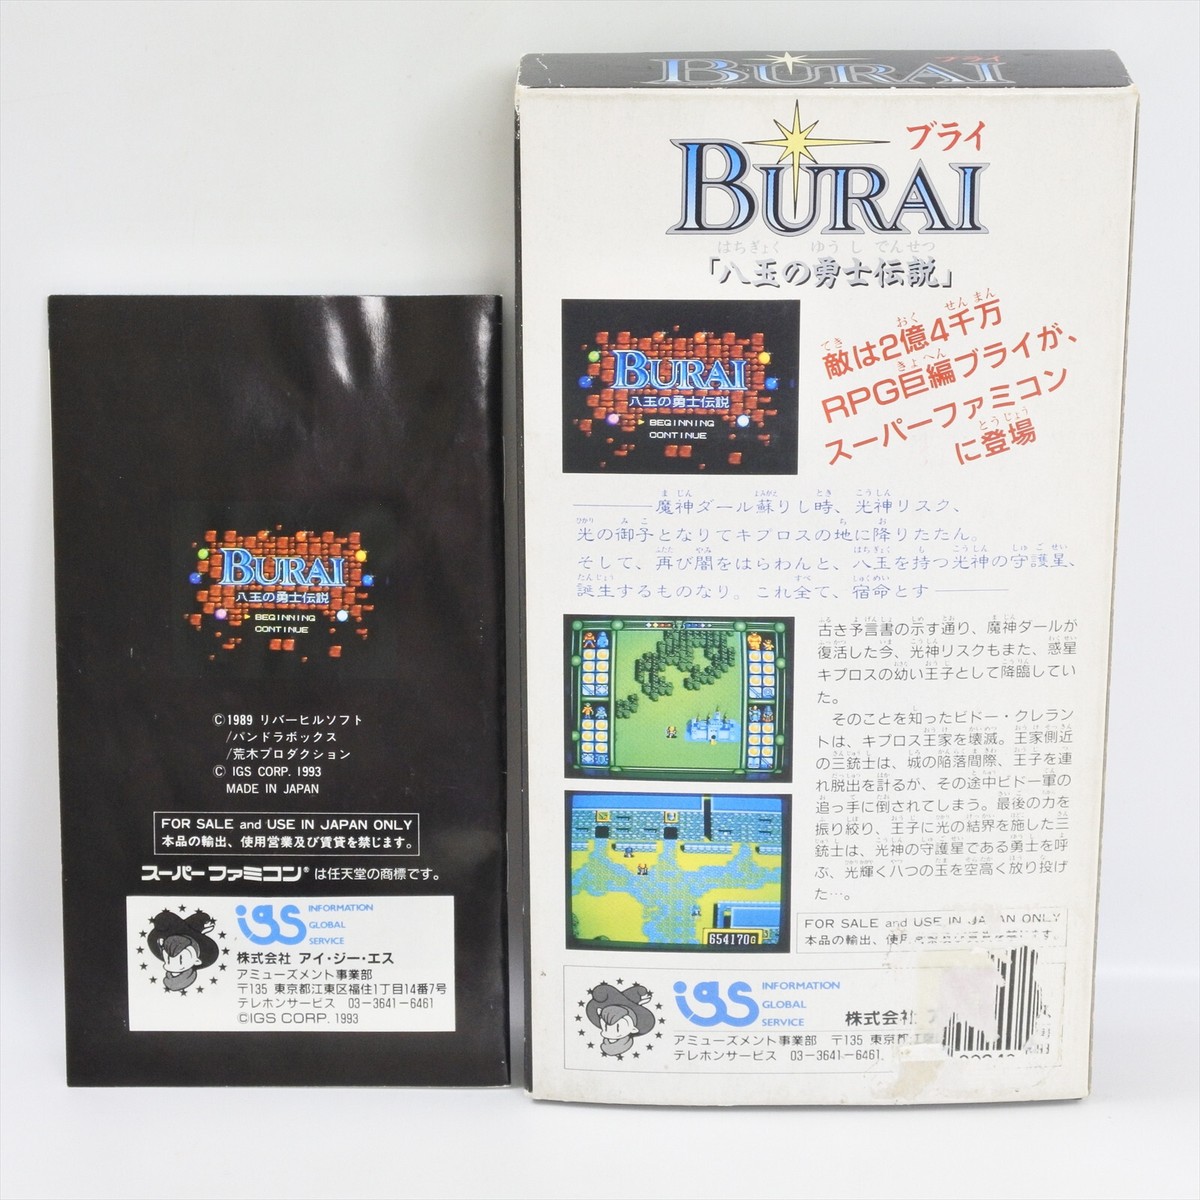 BURAI
八玉の勇士伝説
BEGINNING
CONTINUE
Ⓒ1989 リバーヒルソフト
/パンドラボックス
/荒木プロダクション
Ⓒ IGS CORP. 1993
MADE IN JAPAN
FOR SALE and USE IN JAPAN ONLY
本品の輸出、使用営業及び賃貸を禁じます。
スーパーファミコン®は任天堂の商標です。
igs INFORMATION
GLOBAL
SERVICE
株式会社 アイ・ジー・エス
アミューズメント事業部
〒135 東京都江東区福住1丁目14番7号
テレホンサービス 03-3641-6461
©IGS CORP. 1993
BURAI ブライ
ブライ
BURAI
はちぎょく ゆうし でんせつ
「八玉の勇士伝説」
BURAI
八玉の勇士伝説
BEGINNING
CONTINUE
敵は2億4千万
RPG巨編ブライが、
スーパーファミコン
に登場
――魔神ダール蘇りし時、光神リスク、
光の御子となりてキプロスの地に降りたたん。
そして、再び闇をはらわんと、八玉を持つ光神の守護星、
誕生するものなり。これ全て、宿命とす――
古き予言書の示す通り、魔神ダールが
復活した今、光神リスクもまた、惑星
キプロスの幼い王子として降臨してい
た。
そのことを知ったビドー・クレラン
トは、キプロス王家を壊滅。王家側近
の三銃士は、城の陥落間際、王子を連
れ脱出を計るが、その途中ビドー軍の
追っ手に倒されてしまう。最後の力を
振り絞り、王子に光の結界を施した三
銃士は、光神の守護星である勇士を呼
ぶ、光輝く八つの玉を空高く放り投げ
た…。
654170G
FOR SALE and USE IN JAPAN ONLY
本品の輸出、使用
igs INFORMATION
GLOBAL
SERVICE
株式会社
アミューズメント事業部 〒135 東京都江
テレホンサービス 03-3641-6461